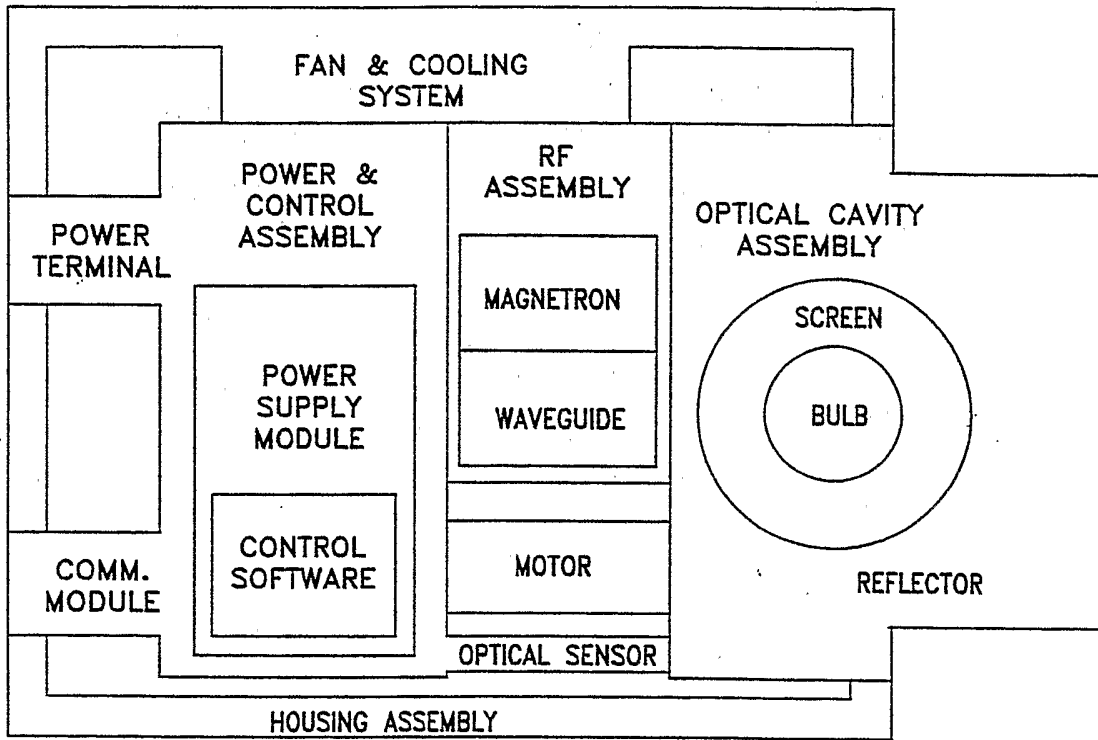 FAN & COOLING
SYSTEM
POWER &
CONTROL
ASSEMBLY
RF
ASSEMBLY
OPTICAL CAVITY
ASSEMBLY
POWER
TERMINAL
MAGNETRON
SCREEN
POWER
SUPPLY
MODULE
WAVEGUIDE
BULB
CONTROL
SOFTWARE
MOTOR
COMM.
MODULE
REFLECTOR
OPTICAL SENSOR
HOUSING ASSEMBLY